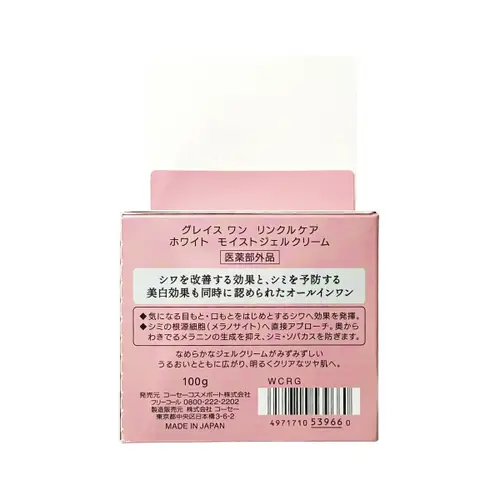 グレイス ワン リンクルケア
ホワイト モイストジェルクリーム
医薬部外品
シワを改善する効果と、シミを予防する
美白効果も同時に認められたオールインワン
◆気になる目もと・口もとをはじめとするシワへ効果を発揮。
◆シミの根源細胞(メラノサイト)へ直接アプローチ。奥から
わきでるメラニンの生成を抑え、シミ・ソバカスを防ぎます。
なめらかなジェルクリームがみずみずしい
うるおいとともに広がり、明るくクリアなツヤ肌へ。
100g
WCRG
発売元 コーセーコスメポート株式会社
フリーコール 0800-222-2202
製造販売元 株式会社 コーセー
東京都中央区日本橋3-6-2
MADE IN JAPAN
4971710 539660